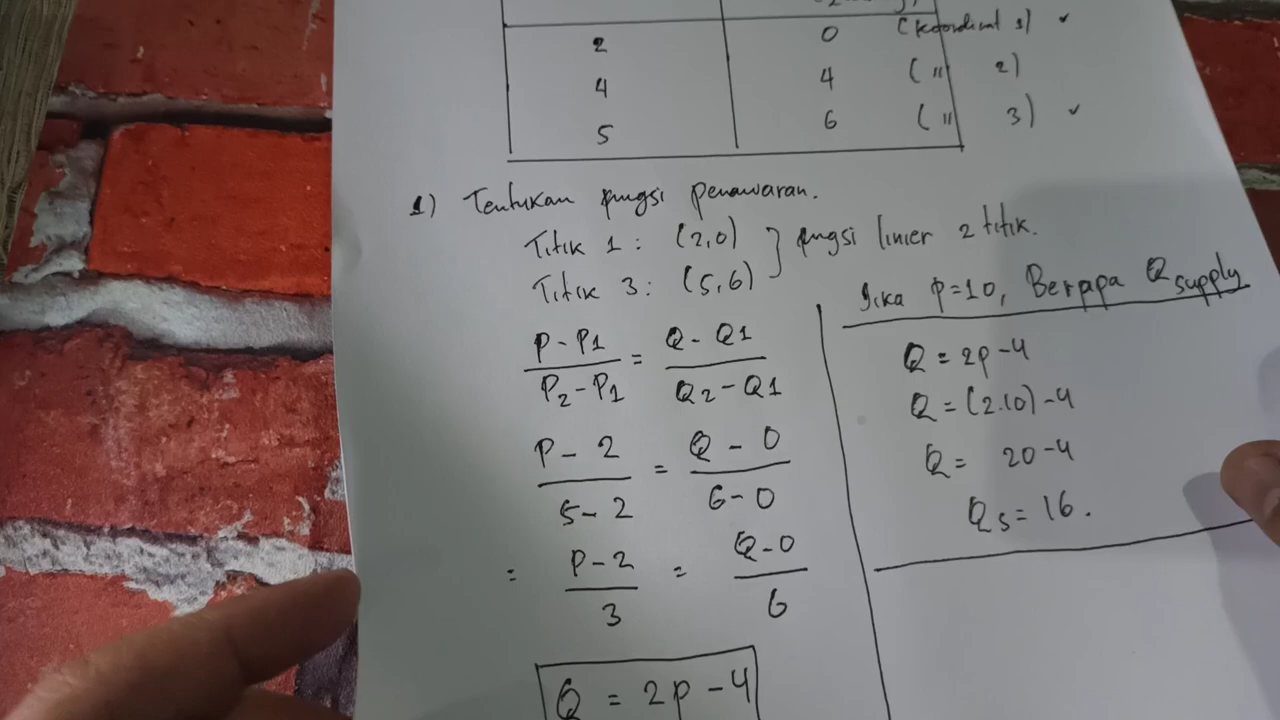 2 0 (koordinat 1) ✓
4 4 ( " 2)
5 6 ( " 3) ✓
1) Tentukan fungsi penawaran.
Titik 1 : (2,0)
Titik 3 : (5,6)
} fungsi linier 2 titik.
P - P1 / P2 - P1 = Q - Q1 / Q2 - Q1
P - 2 / 5 - 2 = Q - 0 / 6 - 0
= P - 2 / 3 = Q - 0 / 6
Q = 2P - 4
Jika P=10, Berapa Q supply
Q = 2P - 4
Q = (2.10) - 4
Q = 20 - 4
Qs = 16.